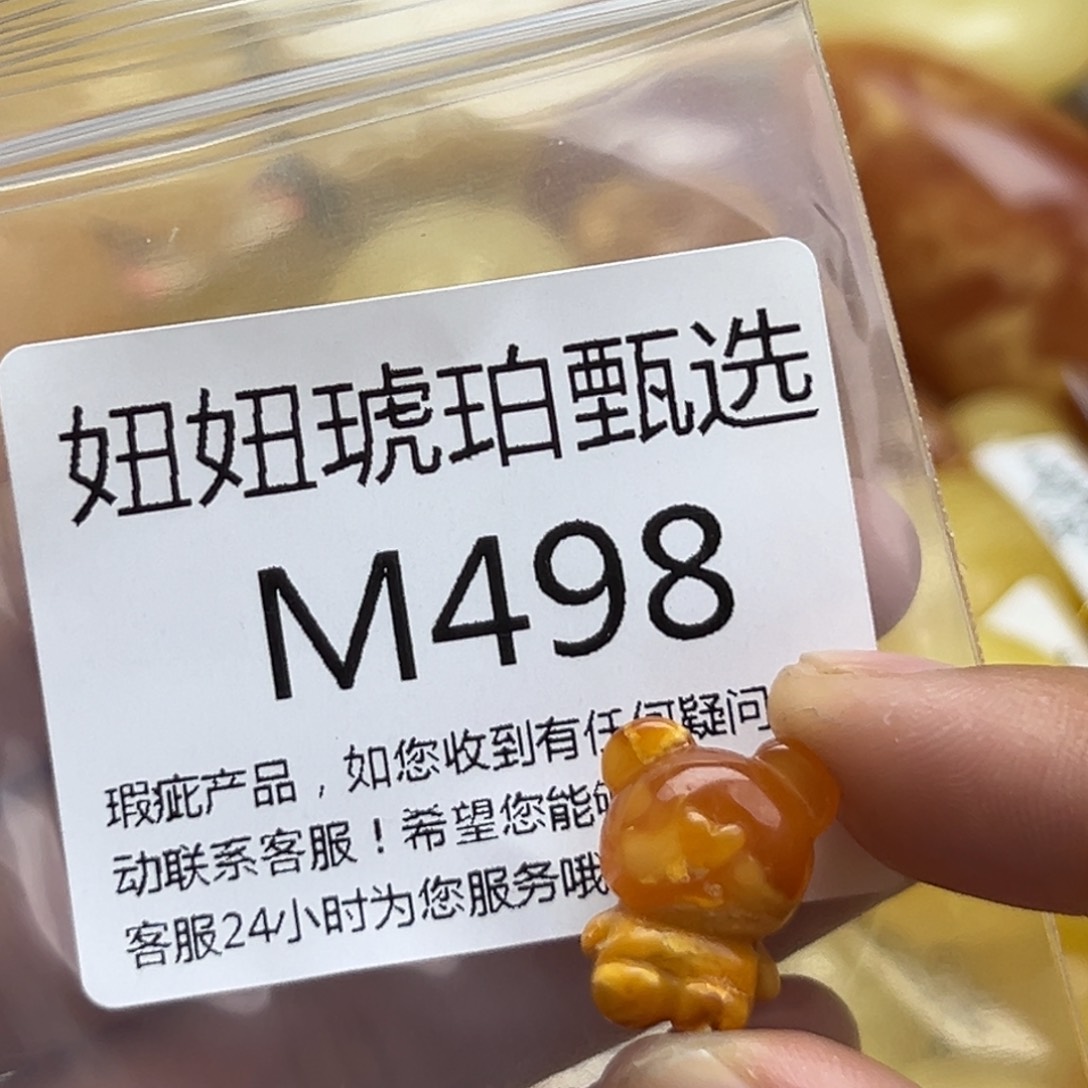 妞妞琥珀甄选
M498
瑕疵产品，如您收到有任何疑问
动联系客服！希望您能够
客服24小时为您服务哦